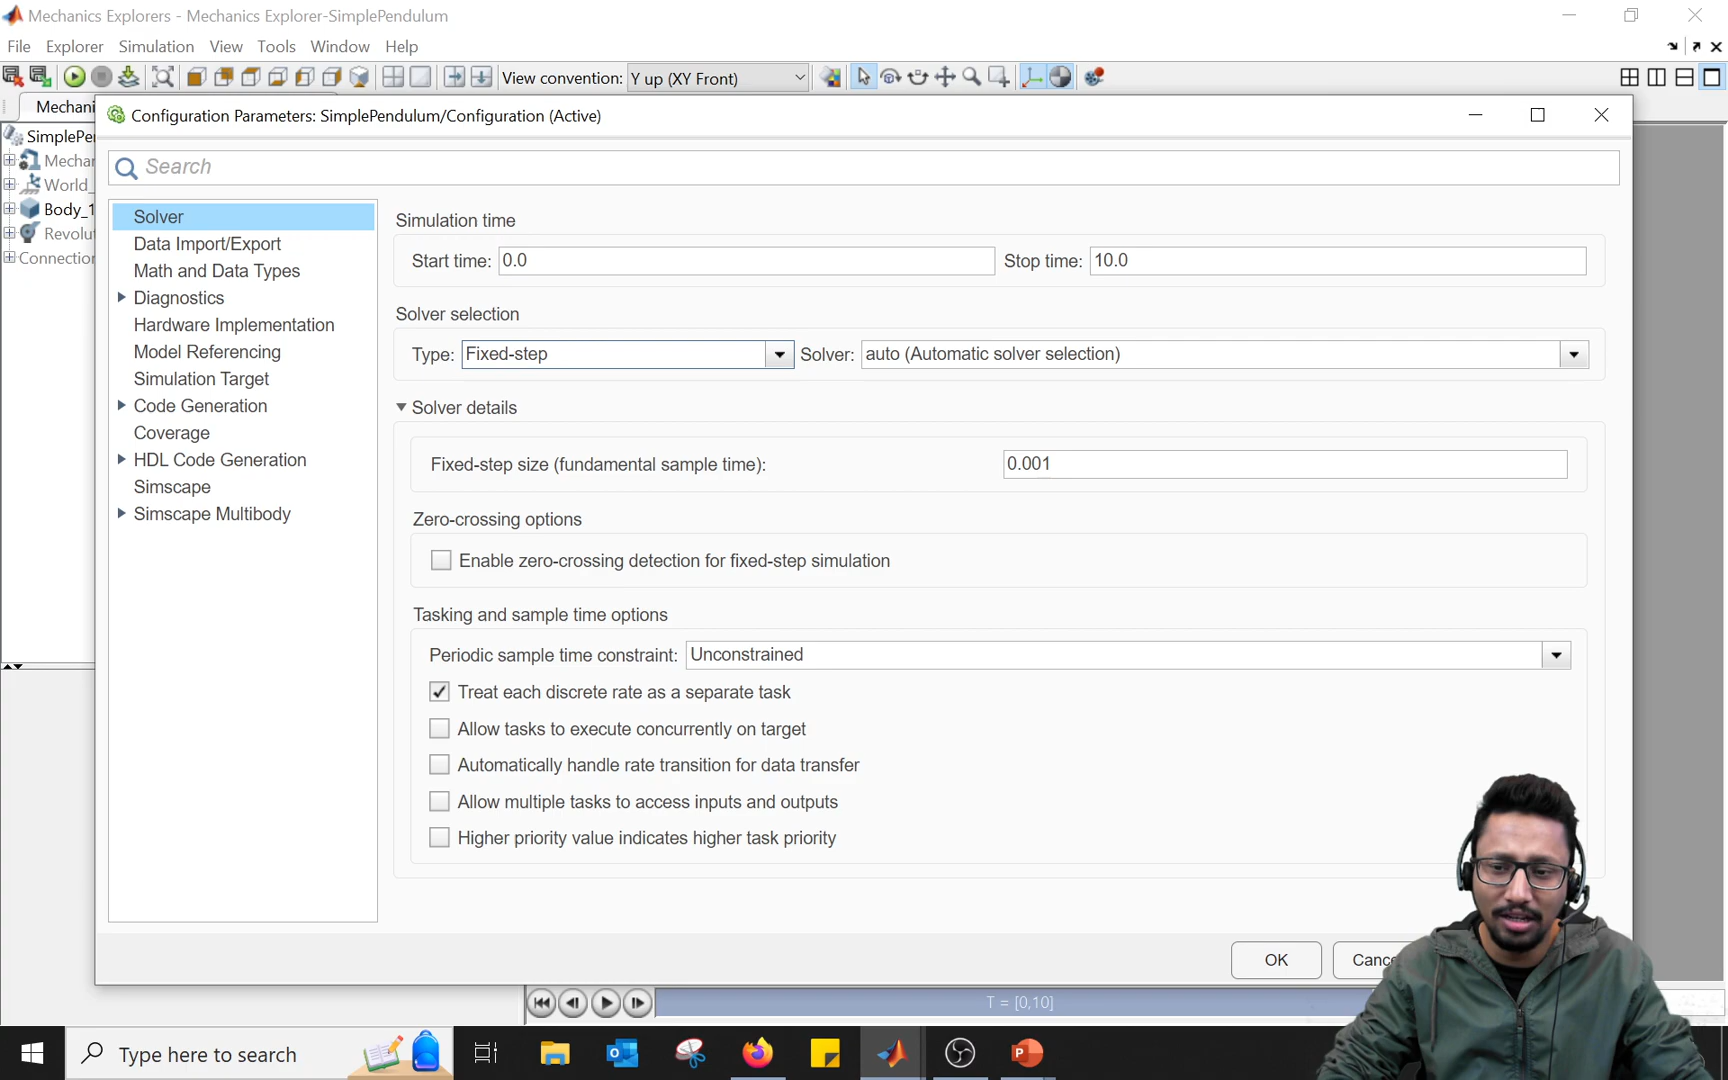 Mechanics Explorers - Mechanics Explorer-SimplePendulum
File Explorer Simulation View Tools Window Help
View convention: Y up (XY Front)
Mechani
Configuration Parameters: SimplePendulum/Configuration (Active)
SimplePe
Mechar
World_
Body_1
Revolut
Connection
Search
Solver
Data Import/Export
Math and Data Types
Diagnostics
Hardware Implementation
Model Referencing
Simulation Target
Code Generation
Coverage
HDL Code Generation
Simscape
Simscape Multibody
Simulation time
Start time: 0.0 Stop time: 10.0
Solver selection
Type: Fixed-step Solver: auto (Automatic solver selection)
Solver details
Fixed-step size (fundamental sample time): 0.001
Zero-crossing options
Enable zero-crossing detection for fixed-step simulation
Tasking and sample time options
Periodic sample time constraint: Unconstrained
Treat each discrete rate as a separate task
Allow tasks to execute concurrently on target
Automatically handle rate transition for data transfer
Allow multiple tasks to access inputs and outputs
Higher priority value indicates higher task priority
OK Cance
T = [0,10]
Type here to search